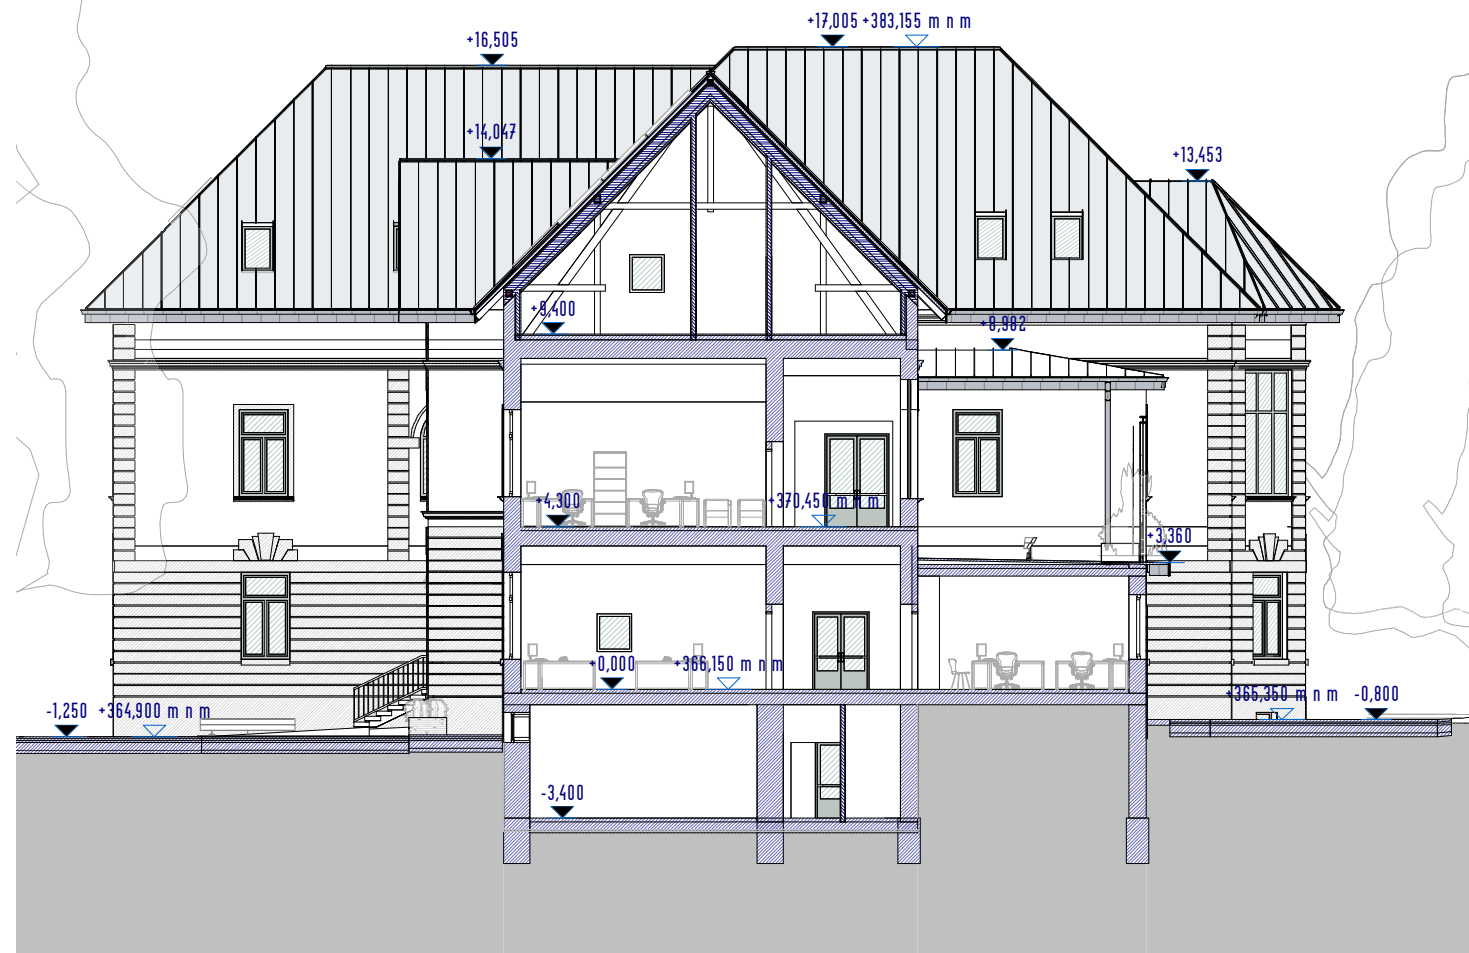 +17,005 +383,155 m n m
+16,505
+14,047
+13,453
+9,400
+8,982
+4,300
+370,450 m n m
+3,360
+0,000
+366,150 m n m
-1,250 +364,900 m n m
+365,350 m n m -0,800
-3,400